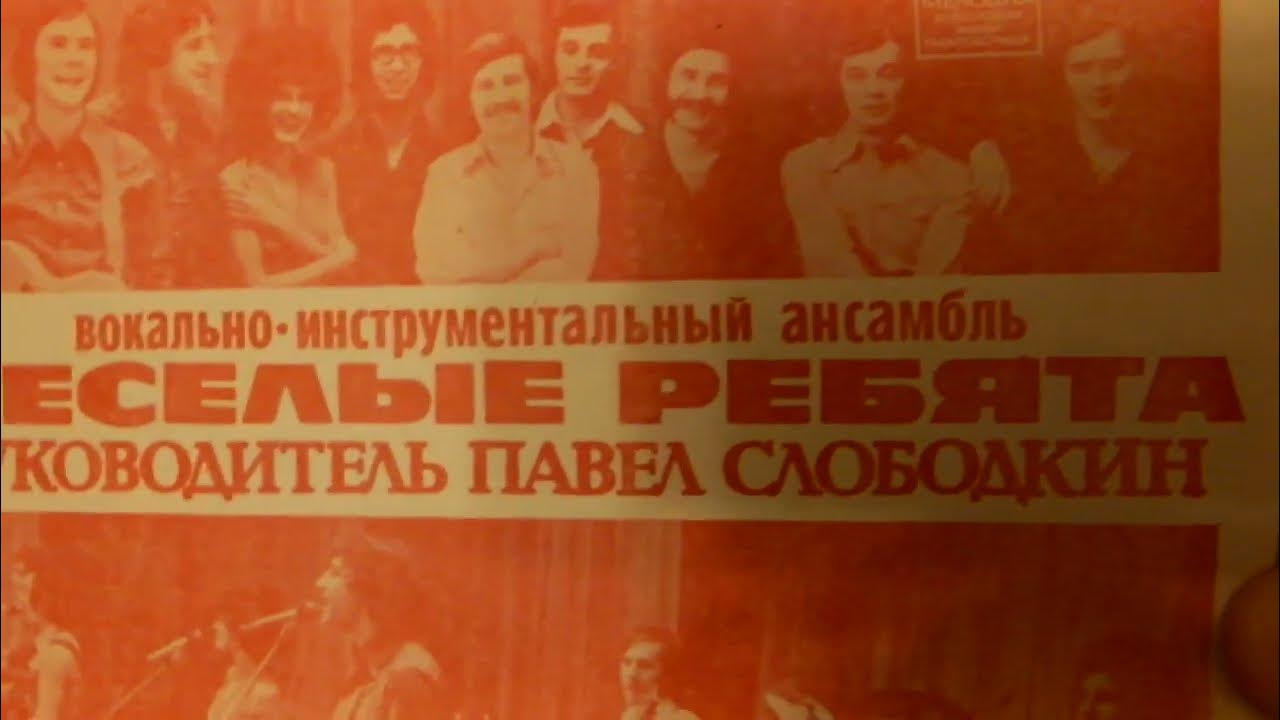 вокально-инструментальный ансамбль
ЕСЕЛЫЕ РЕБЯТА
УКОВОДИТЕЛЬ ПАВЕЛ СЛОБОДКИН